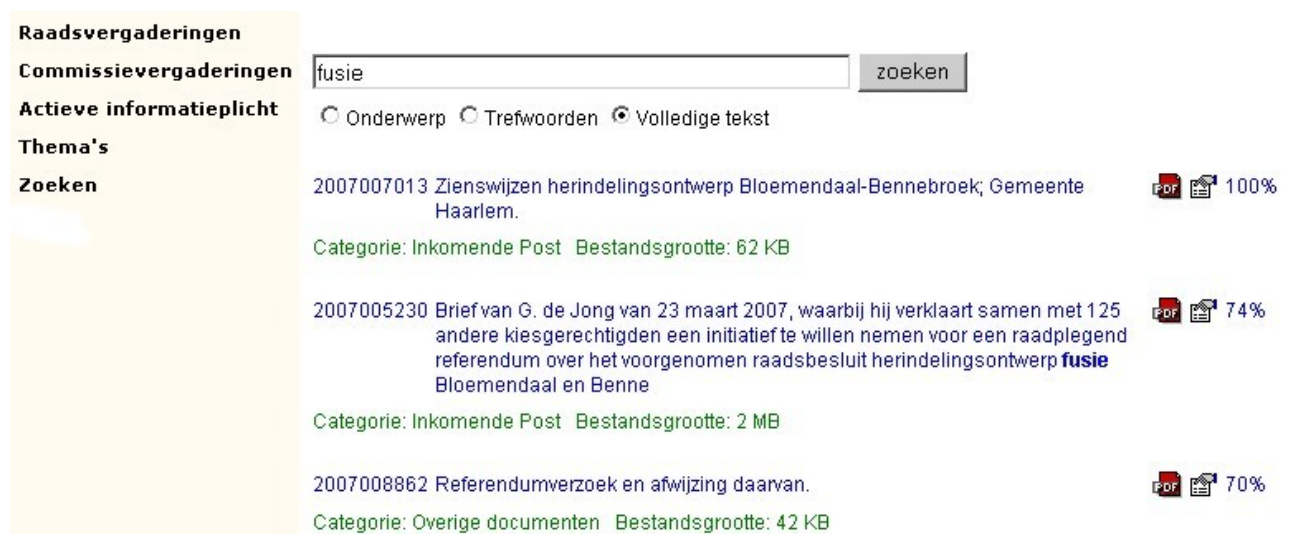 Raadsvergaderingen
Commissievergaderingen
Actieve informatieplicht
Thema's
Zoeken
fusie
zoeken
Onderwerp Trefwoorden Volledige tekst
2007007013 Zienswijzen herindelingsontwerp Bloemendaal-Bennebroek; Gemeente PDF 100%
Haarlem.
Categorie: Inkomende Post Bestandsgrootte: 62 KB
2007005230 Brief van G. de Jong van 23 maart 2007, waarbij hij verklaart samen met 125 PDF 74%
andere kiesgerechtigden een initiatief te willen nemen voor een raadplegend
referendum over het voorgenomen raadsbesluit herindelingsontwerp fusie
Bloemendaal en Benne
Categorie: Inkomende Post Bestandsgrootte: 2 MB
2007008862 Referendumverzoek en afwijzing daarvan. PDF 70%
Categorie: Overige documenten Bestandsgrootte: 42 KB